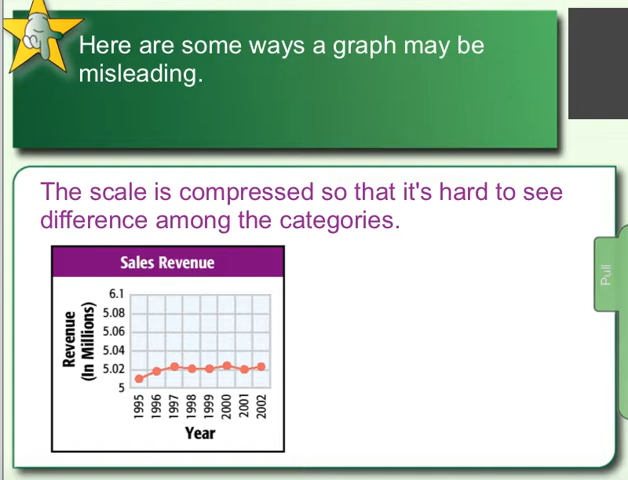 Here are some ways a graph may be
misleading.
The scale is compressed so that it's hard to see
difference among the categories.
Sales Revenue
Revenue
(In Millions)
6.1
5.08
5.06
5.04
5.02
5
1995
1996
1997
1998
1999
2000
2001
2002
Year
Pull